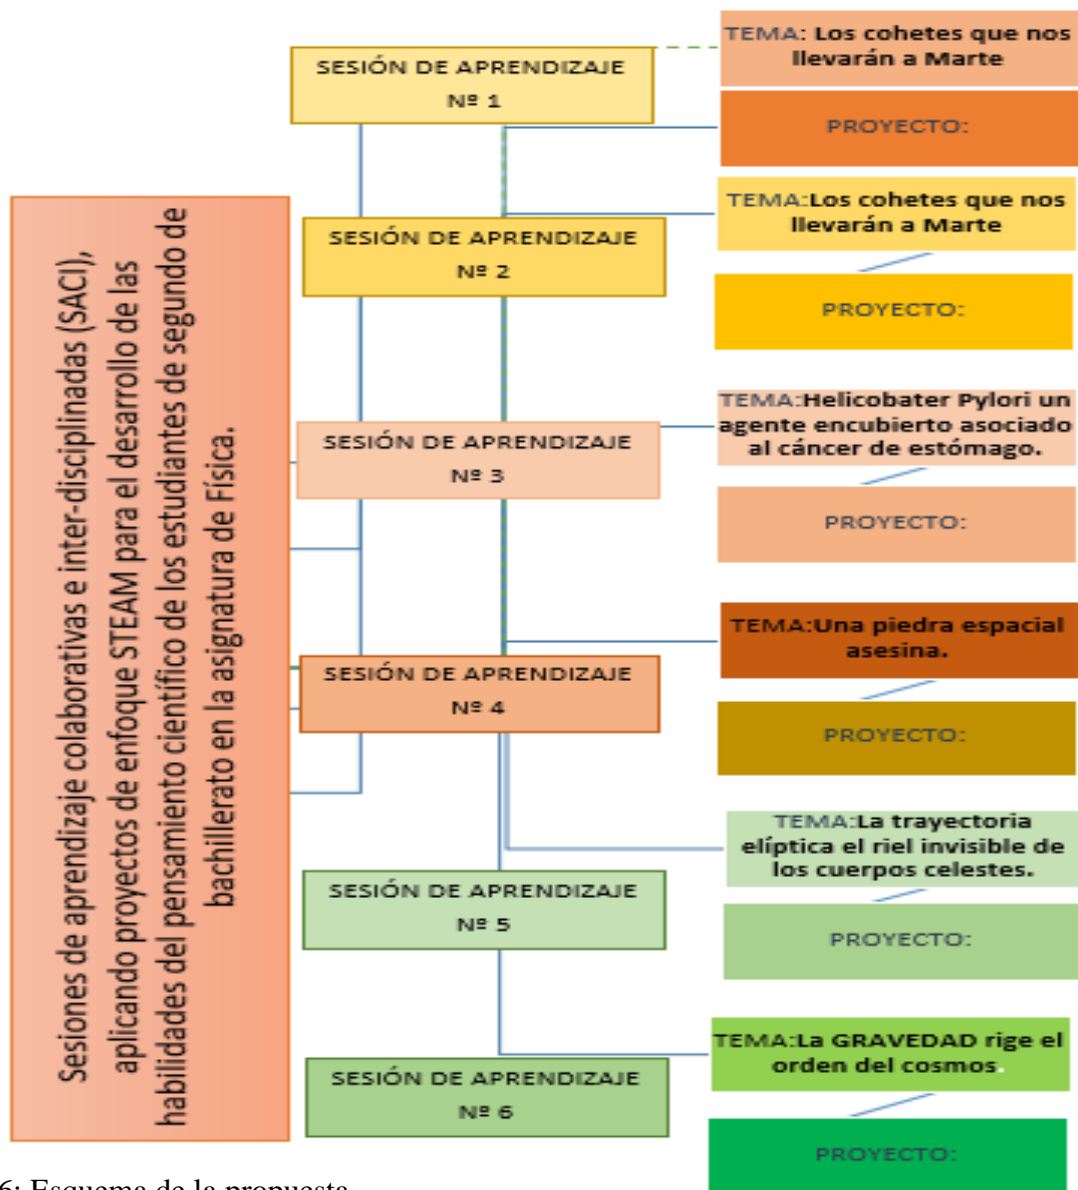 Sesiones de aprendizaje colaborativas e inter-disciplinadas (SACI),
aplicando proyectos de enfoque STEAM para el desarrollo de las
habilidades del pensamiento científico de los estudiantes de segundo de
bachillerato en la asignatura de Física.
SESIÓN DE APRENDIZAJE
Nº 1
TEMA: Los cohetes que nos
llevarán a Marte
PROYECTO:
SESIÓN DE APRENDIZAJE
Nº 2
TEMA:Los cohetes que nos
llevarán a Marte
PROYECTO:
SESIÓN DE APRENDIZAJE
Nº 3
TEMA:Helicobater Pylori un
agente encubierto asociado
al cáncer de estómago.
PROYECTO:
SESIÓN DE APRENDIZAJE
Nº 4
TEMA:Una piedra espacial
asesina.
PROYECTO:
SESIÓN DE APRENDIZAJE
Nº 5
TEMA:La trayectoria
elíptica el riel invisible de
los cuerpos celestes.
PROYECTO:
SESIÓN DE APRENDIZAJE
Nº 6
TEMA:La GRAVEDAD rige el
orden del cosmos.
PROYECTO:
6: Esquema de la propuesta